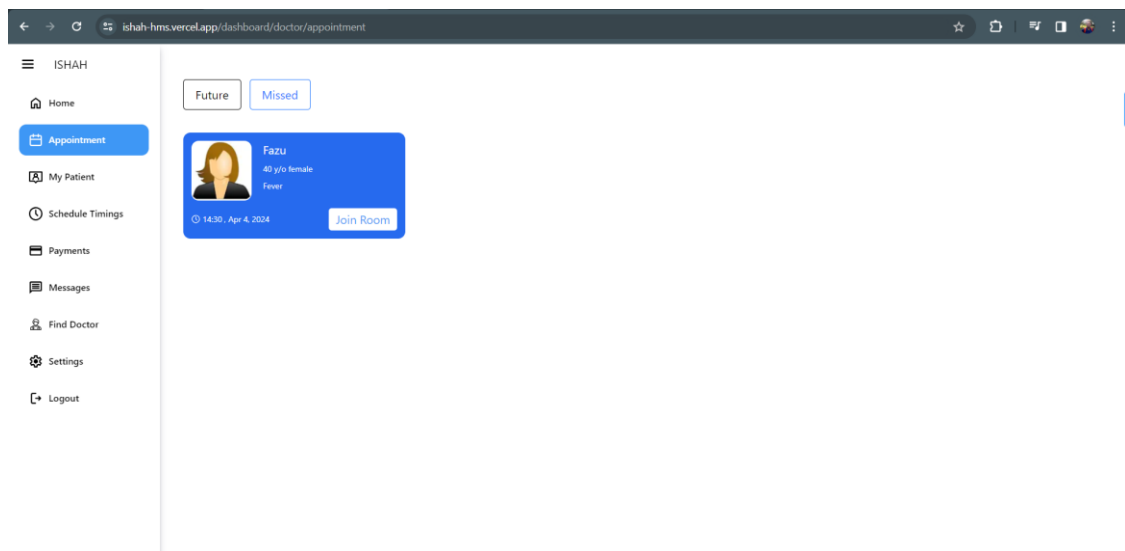 ishah-hms.vercel.app/dashboard/doctor/appointment
ISHAH
Home
Appointment
My Patient
Schedule Timings
Payments
Messages
Find Doctor
Settings
Logout
Future Missed
Fazu
40 y/o female
Fever
14:30 , Apr 4, 2024 Join Room